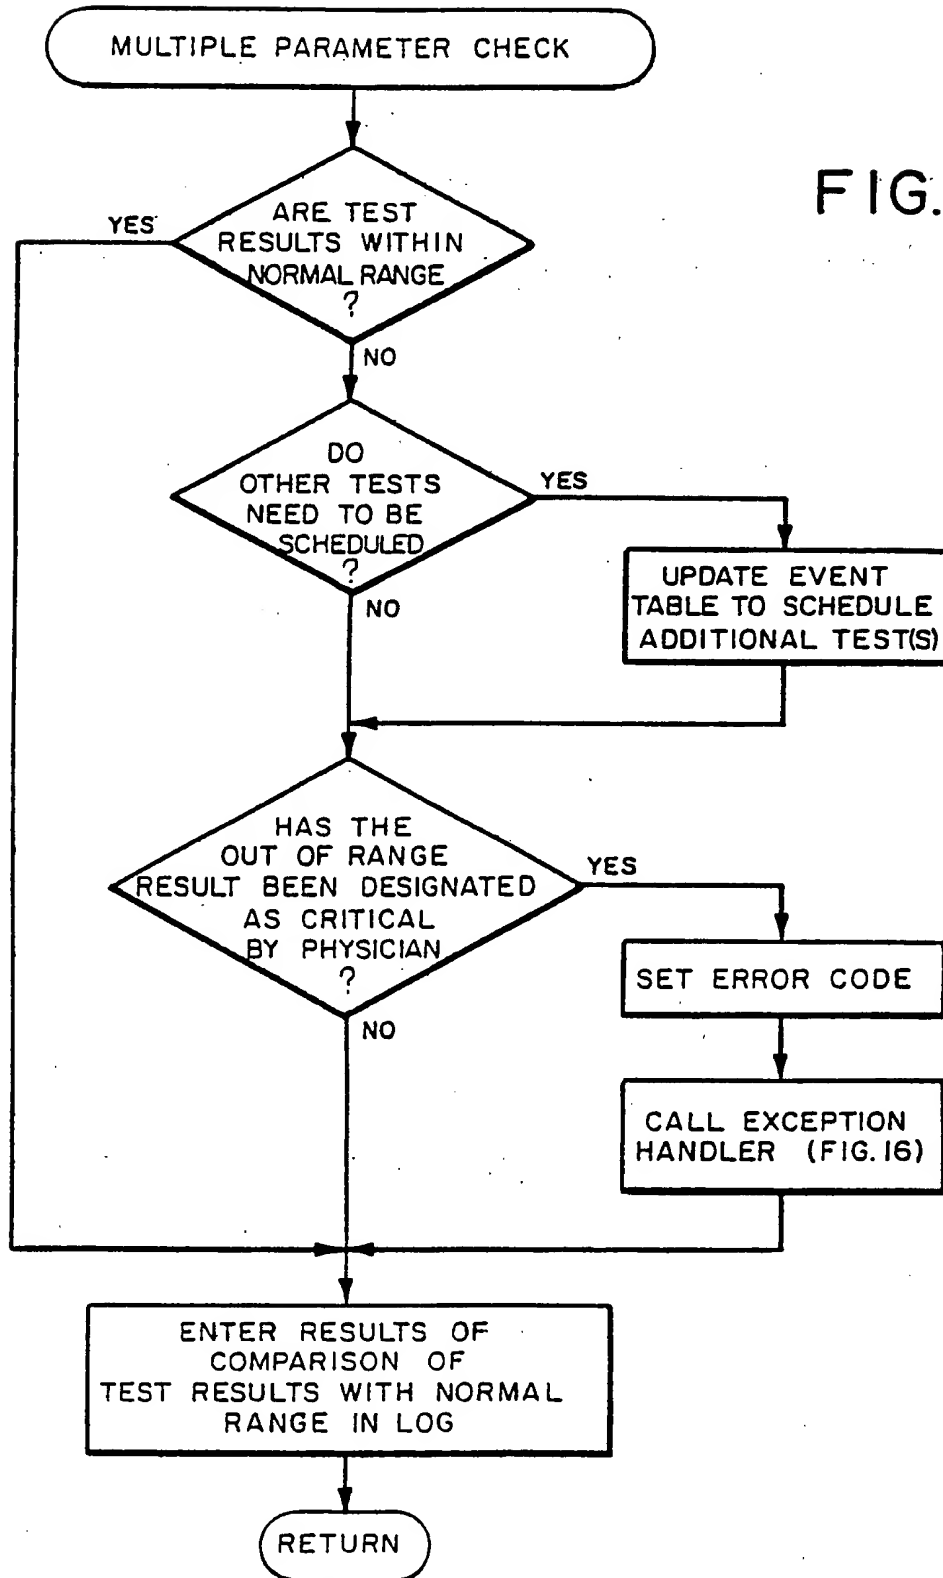 MULTIPLE PARAMETER CHECK
FIG.
ARE TEST
RESULTS WITHIN
NORMAL RANGE
?
YES
NO
DO
OTHER TESTS
NEED TO BE
SCHEDULED
?
YES
NO
UPDATE EVENT
TABLE TO SCHEDULE
ADDITIONAL TEST(S)
HAS THE
OUT OF RANGE
RESULT BEEN DESIGNATED
AS CRITICAL
BY PHYSICIAN
?
YES
NO
SET ERROR CODE
CALL EXCEPTION
HANDLER (FIG.16)
ENTER RESULTS OF
COMPARISON OF
TEST RESULTS WITH NORMAL
RANGE IN LOG
RETURN